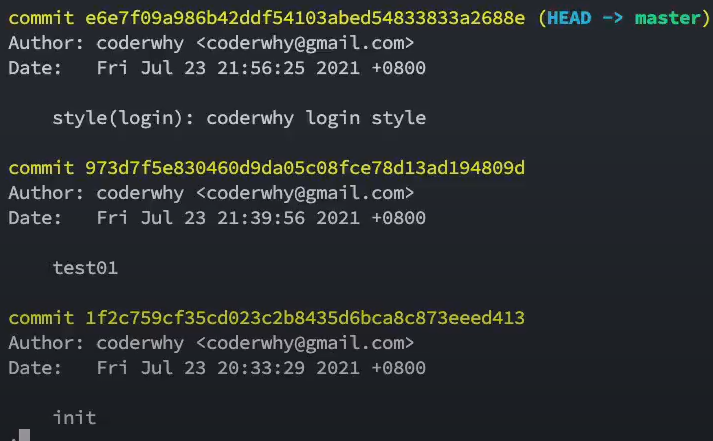 commit e6e7f09a986b42ddf54103abed54833833a2688e (HEAD -> master)
Author: coderwhy <coderwhy@gmail.com>
Date:   Fri Jul 23 21:56:25 2021 +0800
    style(login): coderwhy login style
commit 973d7f5e830460d9da05c08fce78d13ad194809d
Author: coderwhy <coderwhy@gmail.com>
Date:   Fri Jul 23 21:39:56 2021 +0800
    test01
commit 1f2c759cf35cd023c2b8435d6bca8c873eeed413
Author: coderwhy <coderwhy@gmail.com>
Date:   Fri Jul 23 20:33:29 2021 +0800
    init